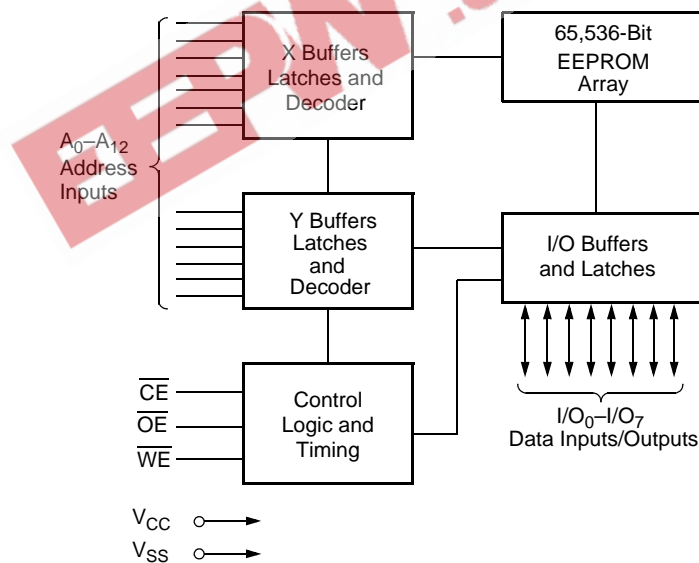 X Buffers
Latches and
Decoder
65,536-Bit
EEPROM
Array
A0–A12
Address
Inputs
Y Buffers
Latches
and
Decoder
I/O Buffers
and Latches
CE
OE
WE
Control
Logic and
Timing
I/O0–I/O7
Data Inputs/Outputs
VCC
VSS
EEPW